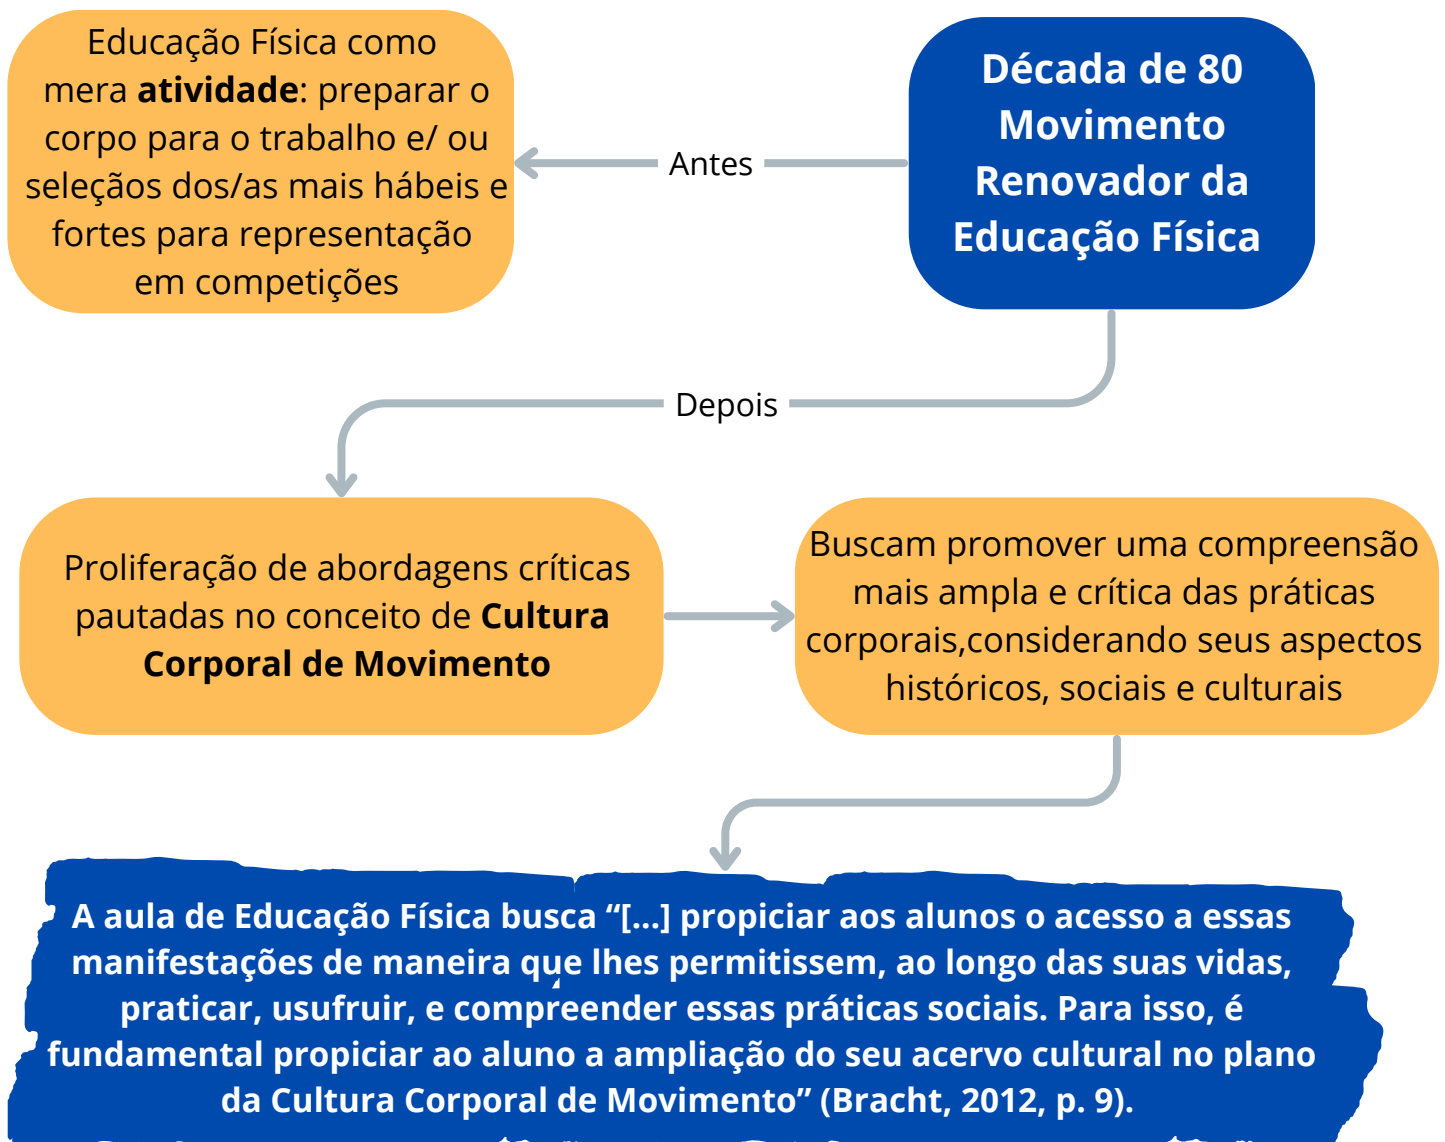 Educação Física como
mera atividade: preparar o
corpo para o trabalho e/ ou
seleçãos dos/as mais hábeis e
fortes para representação
em competições
Antes
Década de 80
Movimento
Renovador da
Educação Física
Depois
Proliferação de abordagens críticas
pautadas no conceito de Cultura
Corporal de Movimento
Buscam promover uma compreensão
mais ampla e crítica das práticas
corporais,considerando seus aspectos
históricos, sociais e culturais
A aula de Educação Física busca “[...] propiciar aos alunos o acesso a essas
manifestações de maneira que lhes permitissem, ao longo das suas vidas,
praticar, usufruir, e compreender essas práticas sociais. Para isso, é
fundamental propiciar ao aluno a ampliação do seu acervo cultural no plano
da Cultura Corporal de Movimento” (Bracht, 2012, p. 9).